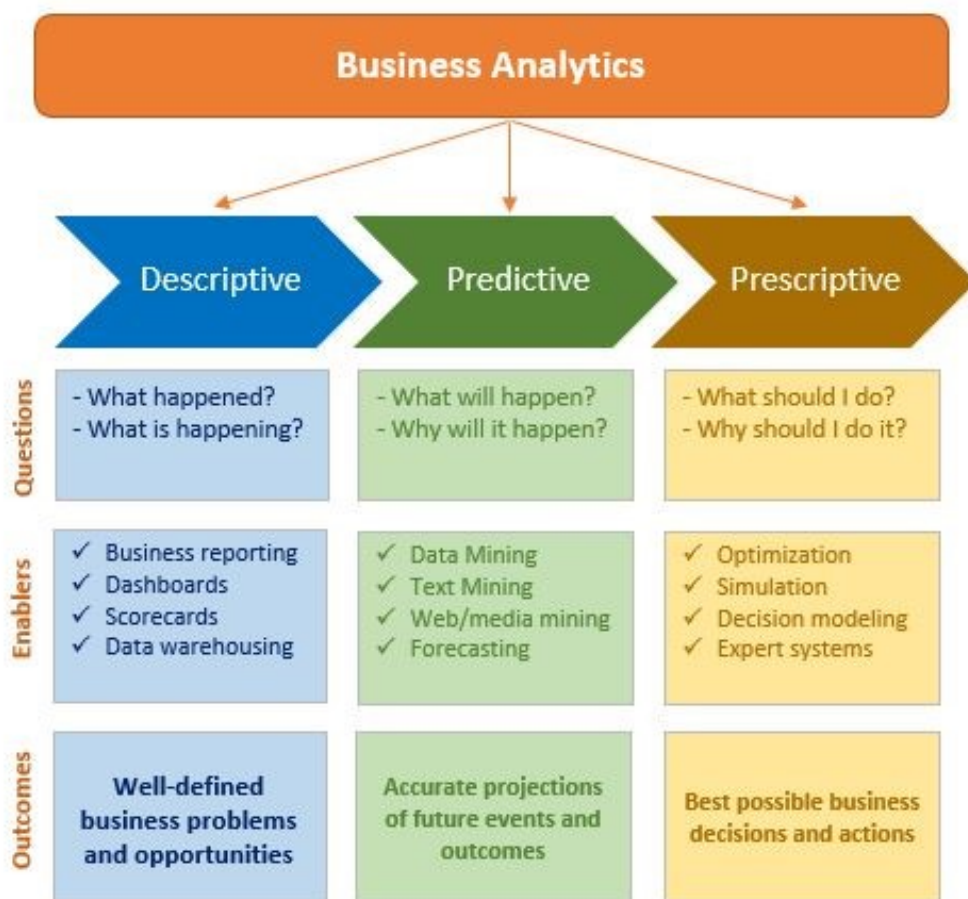 Business Analytics
Descriptive
Predictive
Prescriptive
Questions
- What happened?
- What is happening?
- What will happen?
- Why will it happen?
- What should I do?
- Why should I do it?
Enablers
✓ Business reporting
✓ Dashboards
✓ Scorecards
✓ Data warehousing
✓ Data Mining
✓ Text Mining
✓ Web/media mining
✓ Forecasting
✓ Optimization
✓ Simulation
✓ Decision modeling
✓ Expert systems
Outcomes
Well-defined
business problems
and opportunities
Accurate projections
of future events and
outcomes
Best possible business
decisions and actions